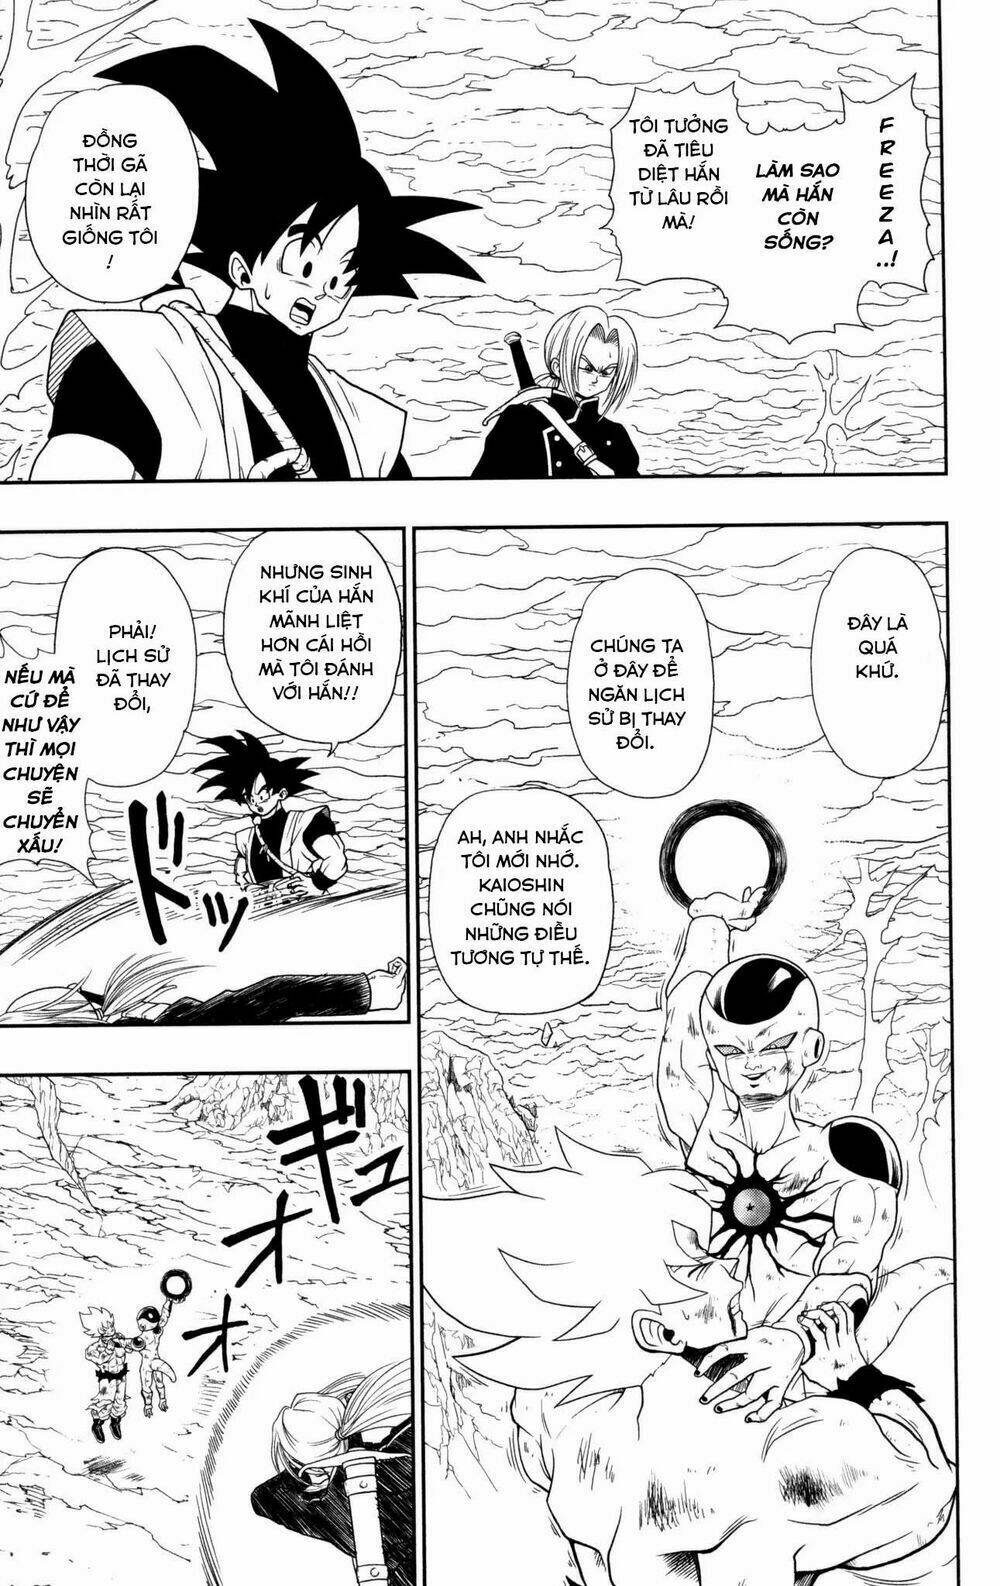 FREEZA..!
LÀM SAO
MÀ HẮN
CÒN
SỐNG?
TÔI TƯỞNG
ĐÃ TIÊU
DIỆT HẮN
TỪ LÂU RỒI
MÀ!
ĐỒNG
THỜI GÃ
CÒN LẠI
NHÌN RẤT
GIỐNG TÔI
!
ĐÂY LÀ
QUÁ
KHỨ.
CHÚNG TA
Ở ĐÂY ĐỂ
NGĂN LỊCH
SỬ BỊ THAY
ĐỔI.
AH, ANH NHẮC
TÔI MỚI NHỚ.
KAIOSHIN
CHŨNG NÓI
NHỮNG ĐIỀU
TƯƠNG TỰ THẾ.
NHƯNG SINH
KHÍ CỦA HẮN
MÃNH LIỆT
HƠN CÁI HỒI
MÀ TÔI ĐÁNH
VỚI HẮN!!
PHẢI!
LỊCH SỬ
ĐÃ THAY
ĐỔI,
NẾU MÀ
CỨ ĐỂ
NHƯ VẬY
THÌ MỌI
CHUYỆN
SẼ
CHUYỂN
XẤU!
ドッ
ギュオオ